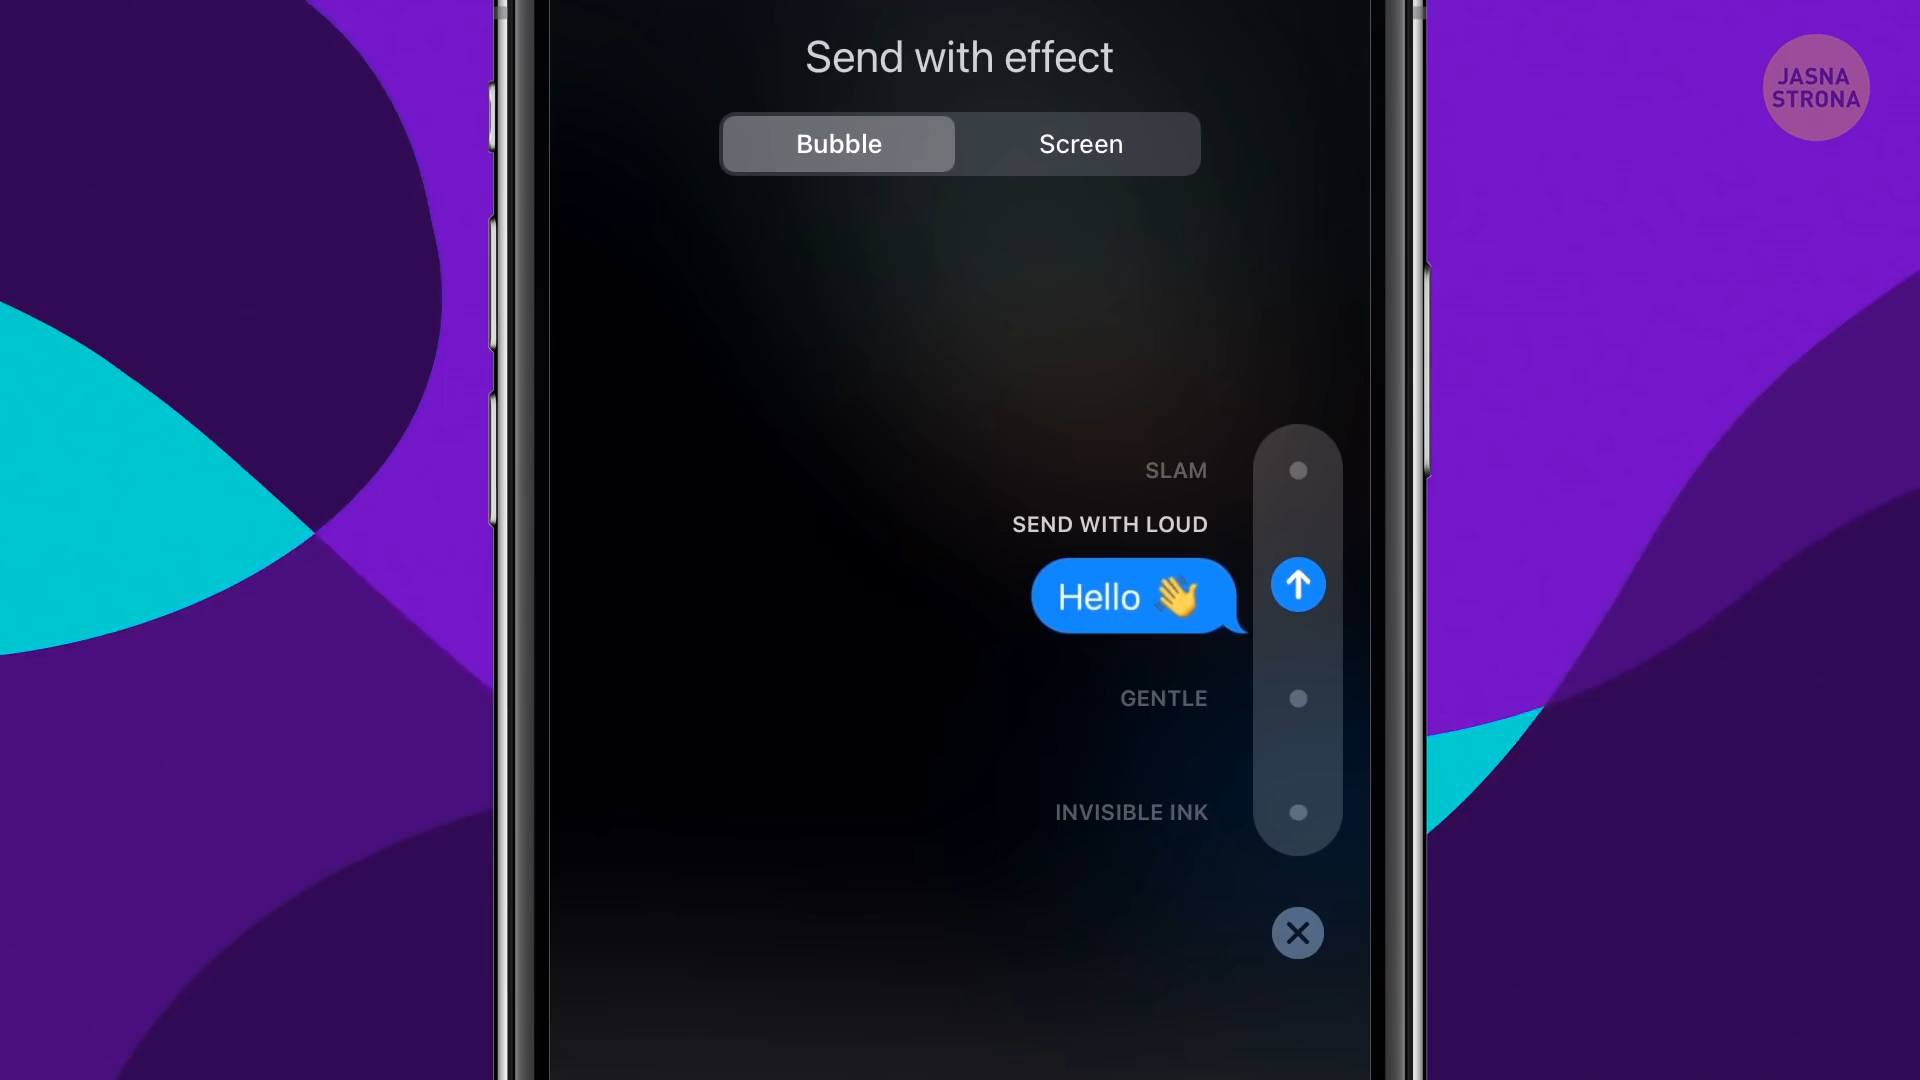 Send with effect
JASNA
STRONA
Bubble
Screen
SLAM
SEND WITH LOUD
Hello 👋
GENTLE
INVISIBLE INK